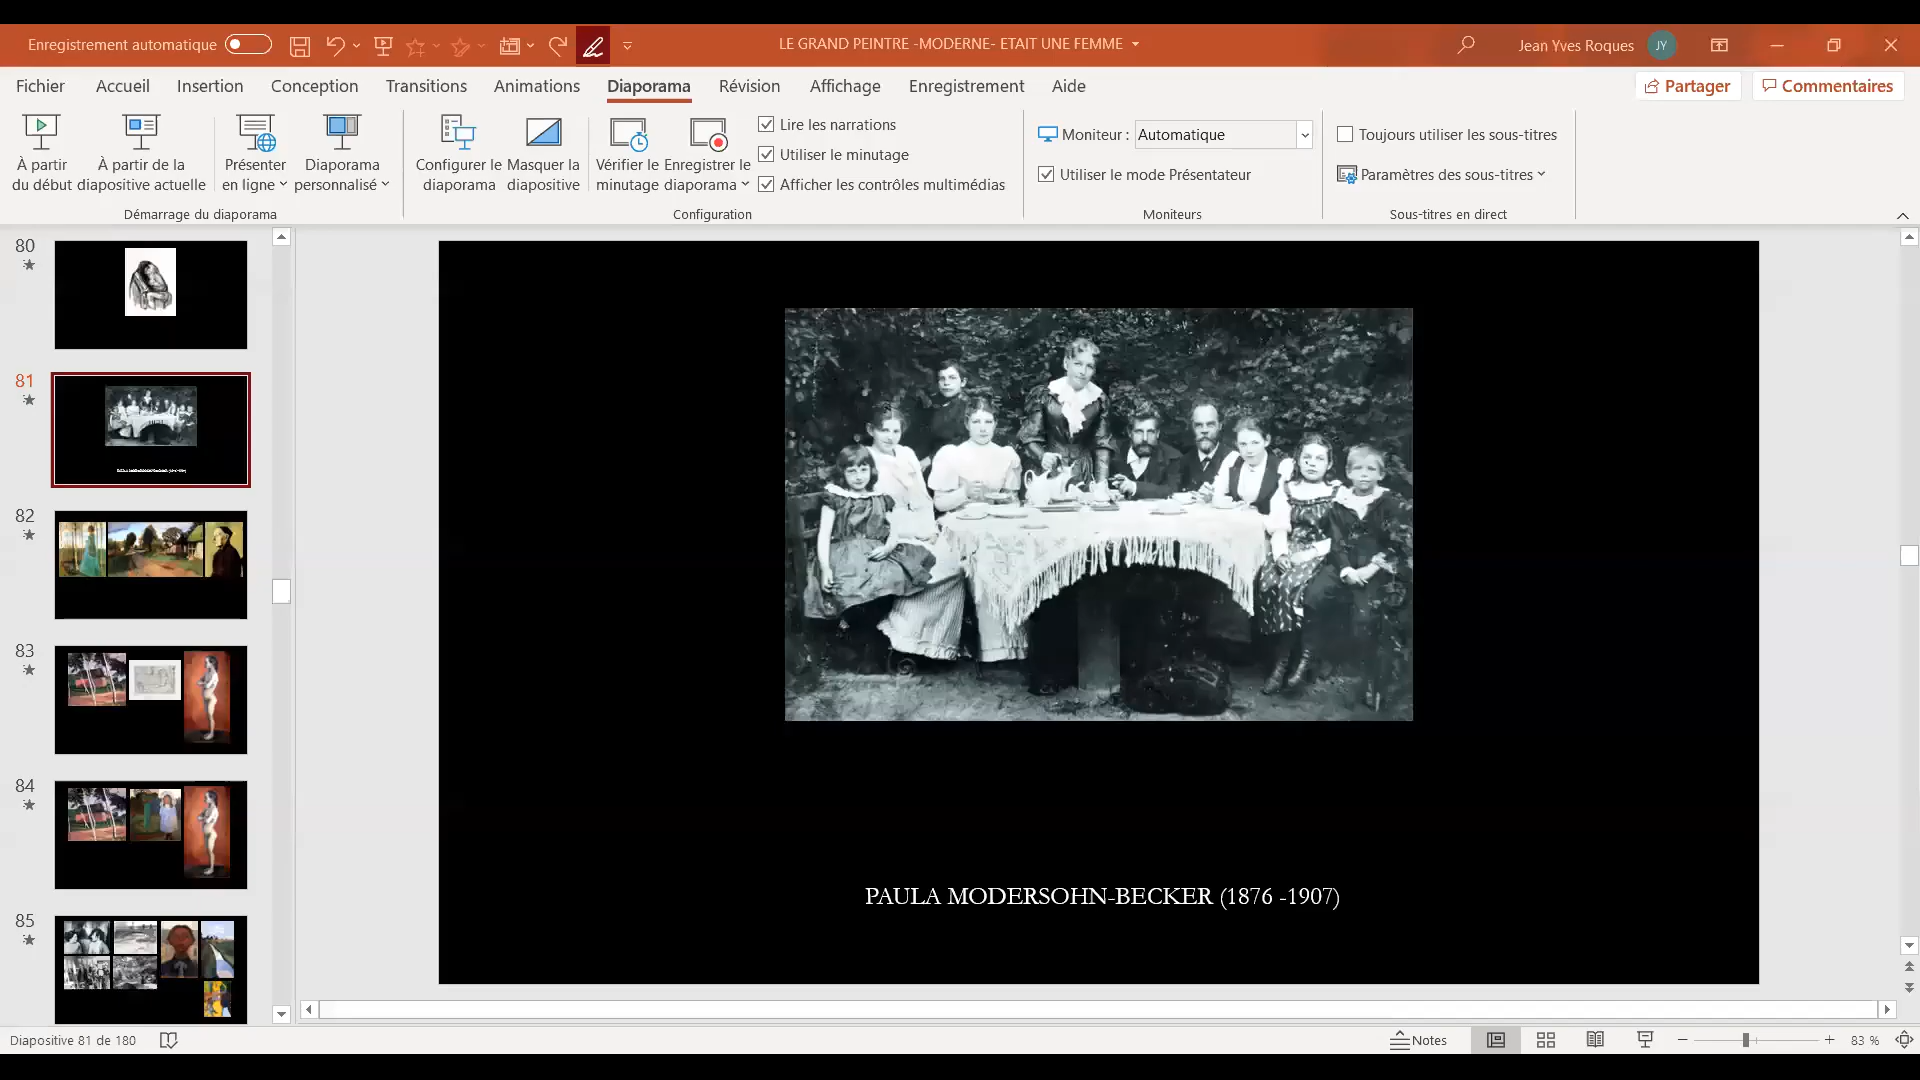 Enregistrement automatique
LE GRAND PEINTRE -MODERNE- ETAIT UNE FEMME
Jean Yves Roques
JY
Fichier
Accueil
Insertion
Conception
Transitions
Animations
Diaporama
Révision
Affichage
Enregistrement
Aide
Partager
Commentaires
À partir
du début
À partir de la
diapositive actuelle
Présenter
en ligne
Diaporama
personnalisé
Démarrage du diaporama
Configurer le
diaporama
Masquer la
diapositive
Vérifier le
minutage
Enregistrer le
diaporama
Lire les narrations
Utiliser le minutage
Afficher les contrôles multimédias
Configuration
Moniteur :
Automatique
Utiliser le mode Présentateur
Moniteurs
Toujours utiliser les sous-titres
Paramètres des sous-titres
Sous-titres en direct
80
81
82
83
84
85
PAULA MODERSOHN-BECKER (1876 -1907)
Diapositive 81 de 180
Notes
83 %